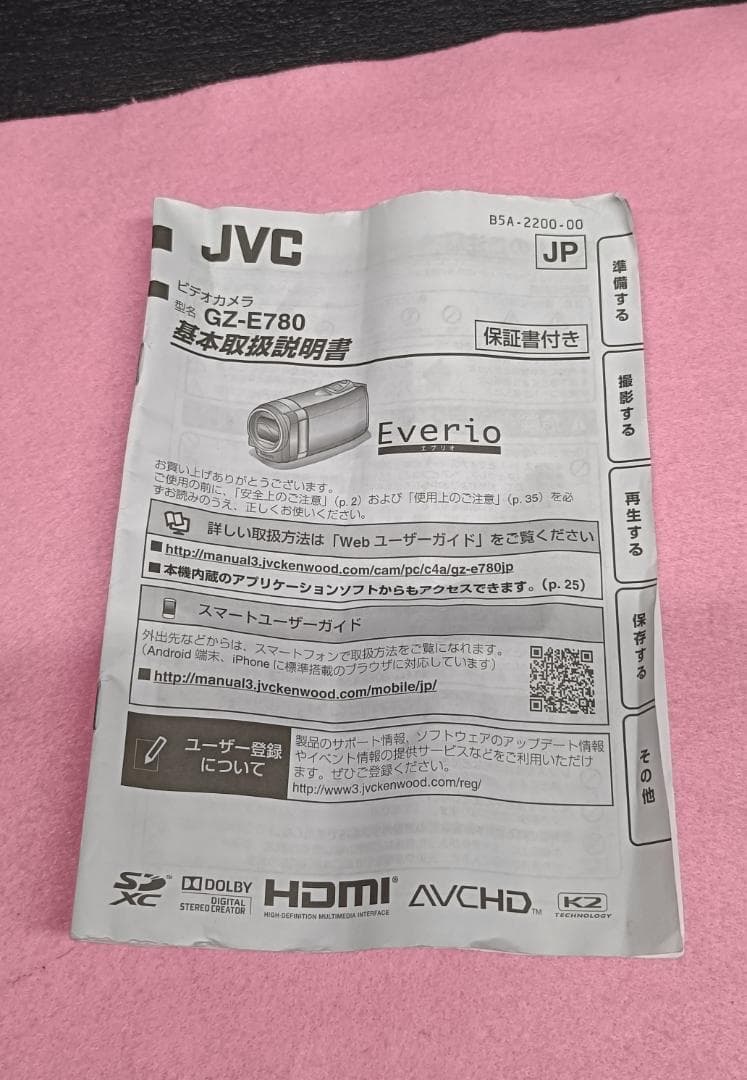 B5A-2200-00
JVC
JP
ビデオカメラ
型名 GZ-E780
基本取扱説明書
保証書付き
Everio
エブリオ
お買い上げありがとうございます。
ご使用の前に、「安全上のご注意」(p. 2) および「使用上のご注意」(p. 35) を必
ずお読みのうえ、正しくお使いください。
詳しい取扱方法は「Web ユーザーガイド」をご覧ください
■ http://manual3.jvckenwood.com/cam/pc/c4a/gz-e780jp
■ 本機内蔵のアプリケーションソフトからもアクセスできます。(p. 25)
スマートユーザーガイド
外出先などからは、スマートフォンで取扱方法をご覧になれます。
(Android 端末、iPhone に標準搭載のブラウザに対応しています)
■ http://manual3.jvckenwood.com/mobile/jp/
ユーザー登録
について
製品のサポート情報、ソフトウェアのアップデート情報
やイベント情報の提供サービスなどをご利用いただけ
ます。ぜひご登録ください。
http://www3.jvckenwood.com/reg/
準備する
撮影する
再生する
保存する
その他
SD XC™
DOLBY
DIGITAL
STEREO CREATOR
HDMI®
HIGH-DEFINITION MULTIMEDIA INTERFACE
AVCHD™
K2
TECHNOLOGY